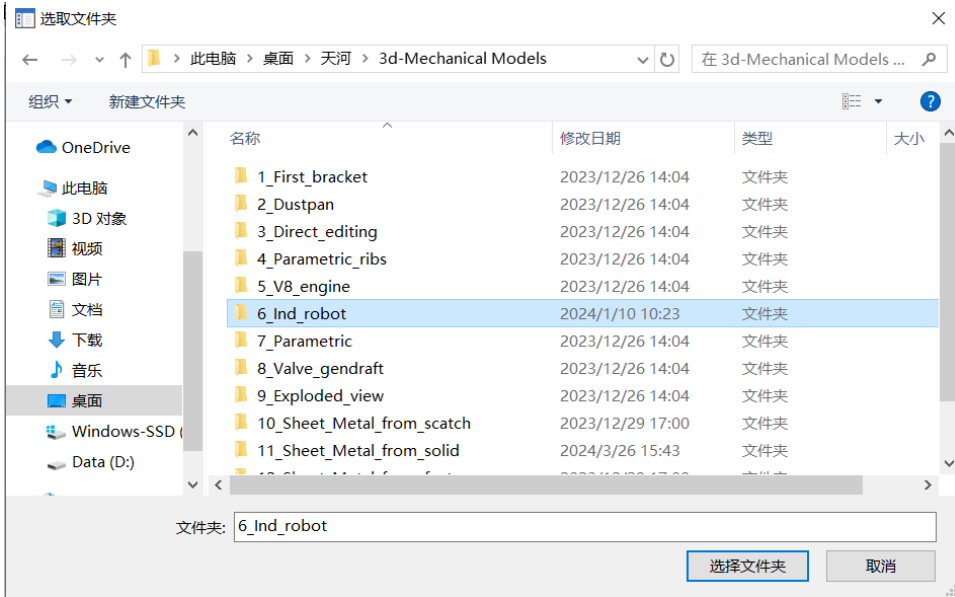 选取文件夹
此电脑 > 桌面 > 天河 > 3d-Mechanical Models
在 3d-Mechanical Models ...
组织
新建文件夹
OneDrive
此电脑
3D 对象
视频
图片
文档
下载
音乐
桌面
Windows-SSD (
Data (D:)
名称 修改日期 类型 大小
1_First_bracket 2023/12/26 14:04 文件夹
2_Dustpan 2023/12/26 14:04 文件夹
3_Direct_editing 2023/12/26 14:04 文件夹
4_Parametric_ribs 2023/12/26 14:04 文件夹
5_V8_engine 2023/12/26 14:04 文件夹
6_Ind_robot 2024/1/10 10:23 文件夹
7_Parametric 2023/12/26 14:04 文件夹
8_Valve_gendraft 2023/12/26 14:04 文件夹
9_Exploded_view 2023/12/26 14:04 文件夹
10_Sheet_Metal_from_scatch 2023/12/29 17:00 文件夹
11_Sheet_Metal_from_solid 2024/3/26 15:43 文件夹
文件夹: 6_Ind_robot
选择文件夹 取消